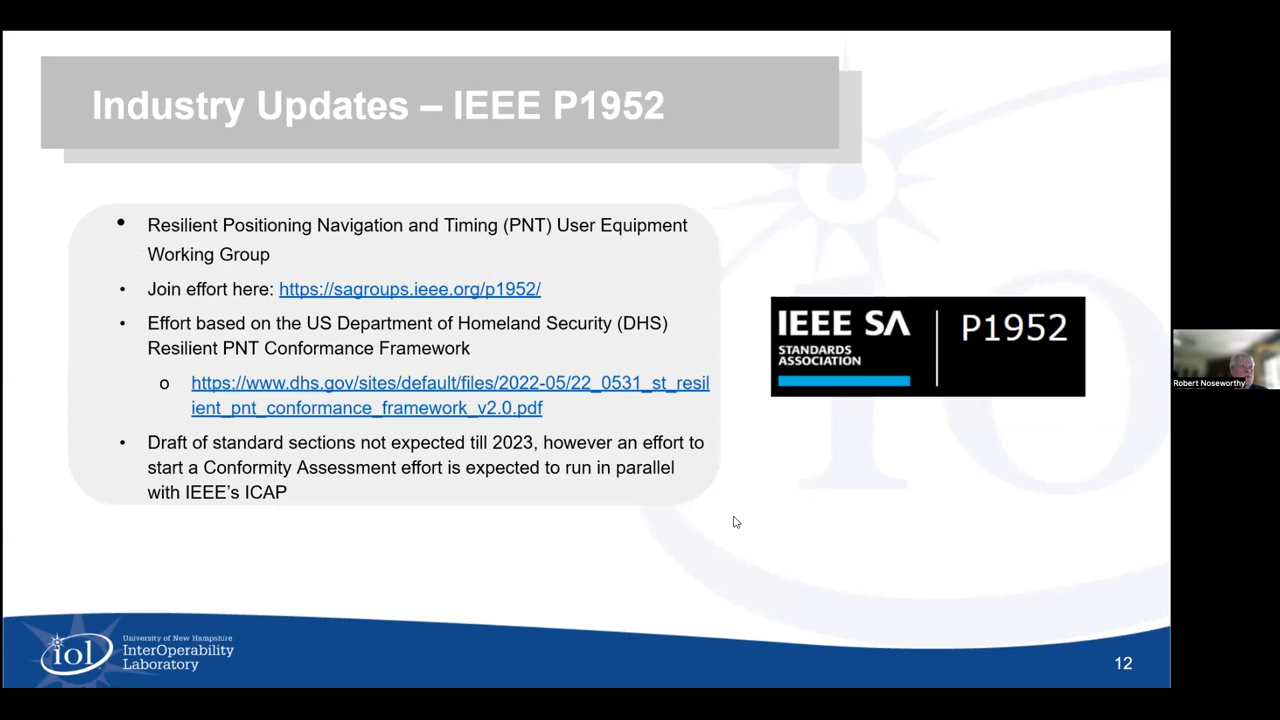 Industry Updates – IEEE P1952
• Resilient Positioning Navigation and Timing (PNT) User Equipment
Working Group
• Join effort here: https://sagroups.ieee.org/p1952/
• Effort based on the US Department of Homeland Security (DHS)
Resilient PNT Conformance Framework
o https://www.dhs.gov/sites/default/files/2022-05/22_0531_st_resil
ient_pnt_conformance_framework_v2.0.pdf
• Draft of standard sections not expected till 2023, however an effort to
start a Conformity Assessment effort is expected to run in parallel
with IEEE’s ICAP
IEEE SA
STANDARDS
ASSOCIATION
P1952
Robert Noseworthy
iol
University of New Hampshire
InterOperability
Laboratory
12